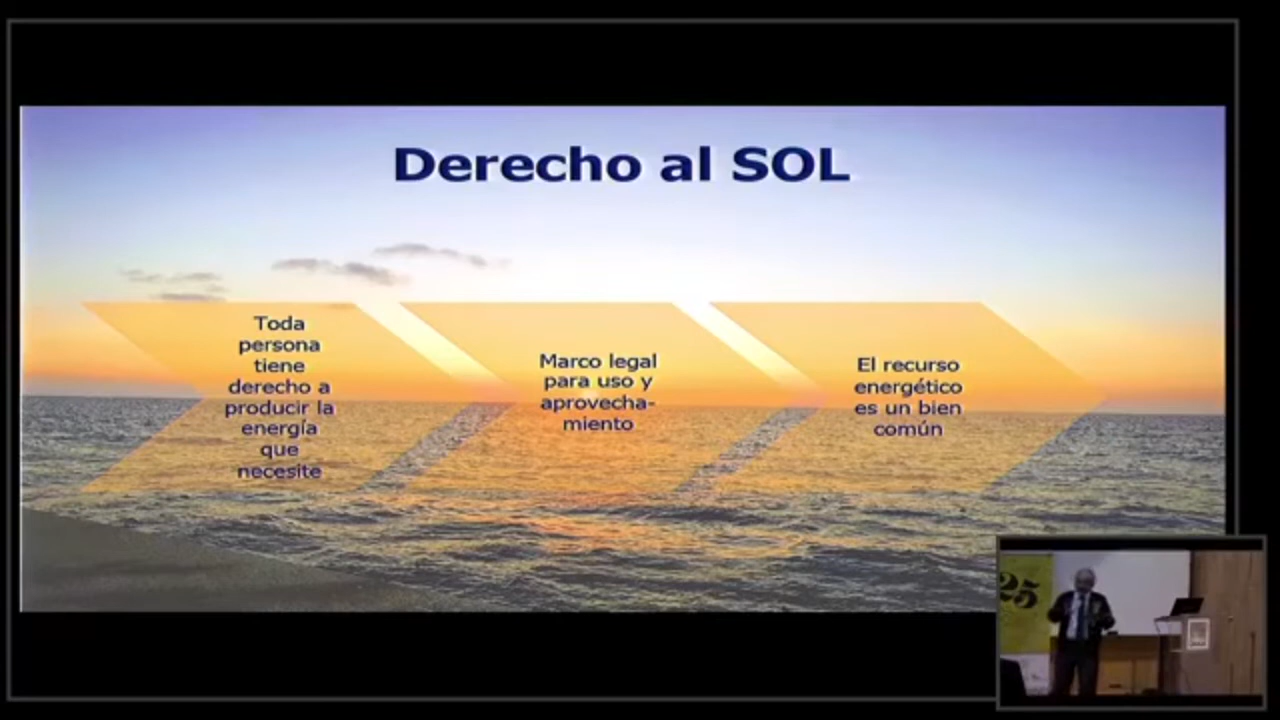 Derecho al SOL
Toda
persona
tiene
derecho a
producir la
energía
que
necesite
Marco legal
para uso y
aprovecha-
miento
El recurso
energético
es un bien
común
25